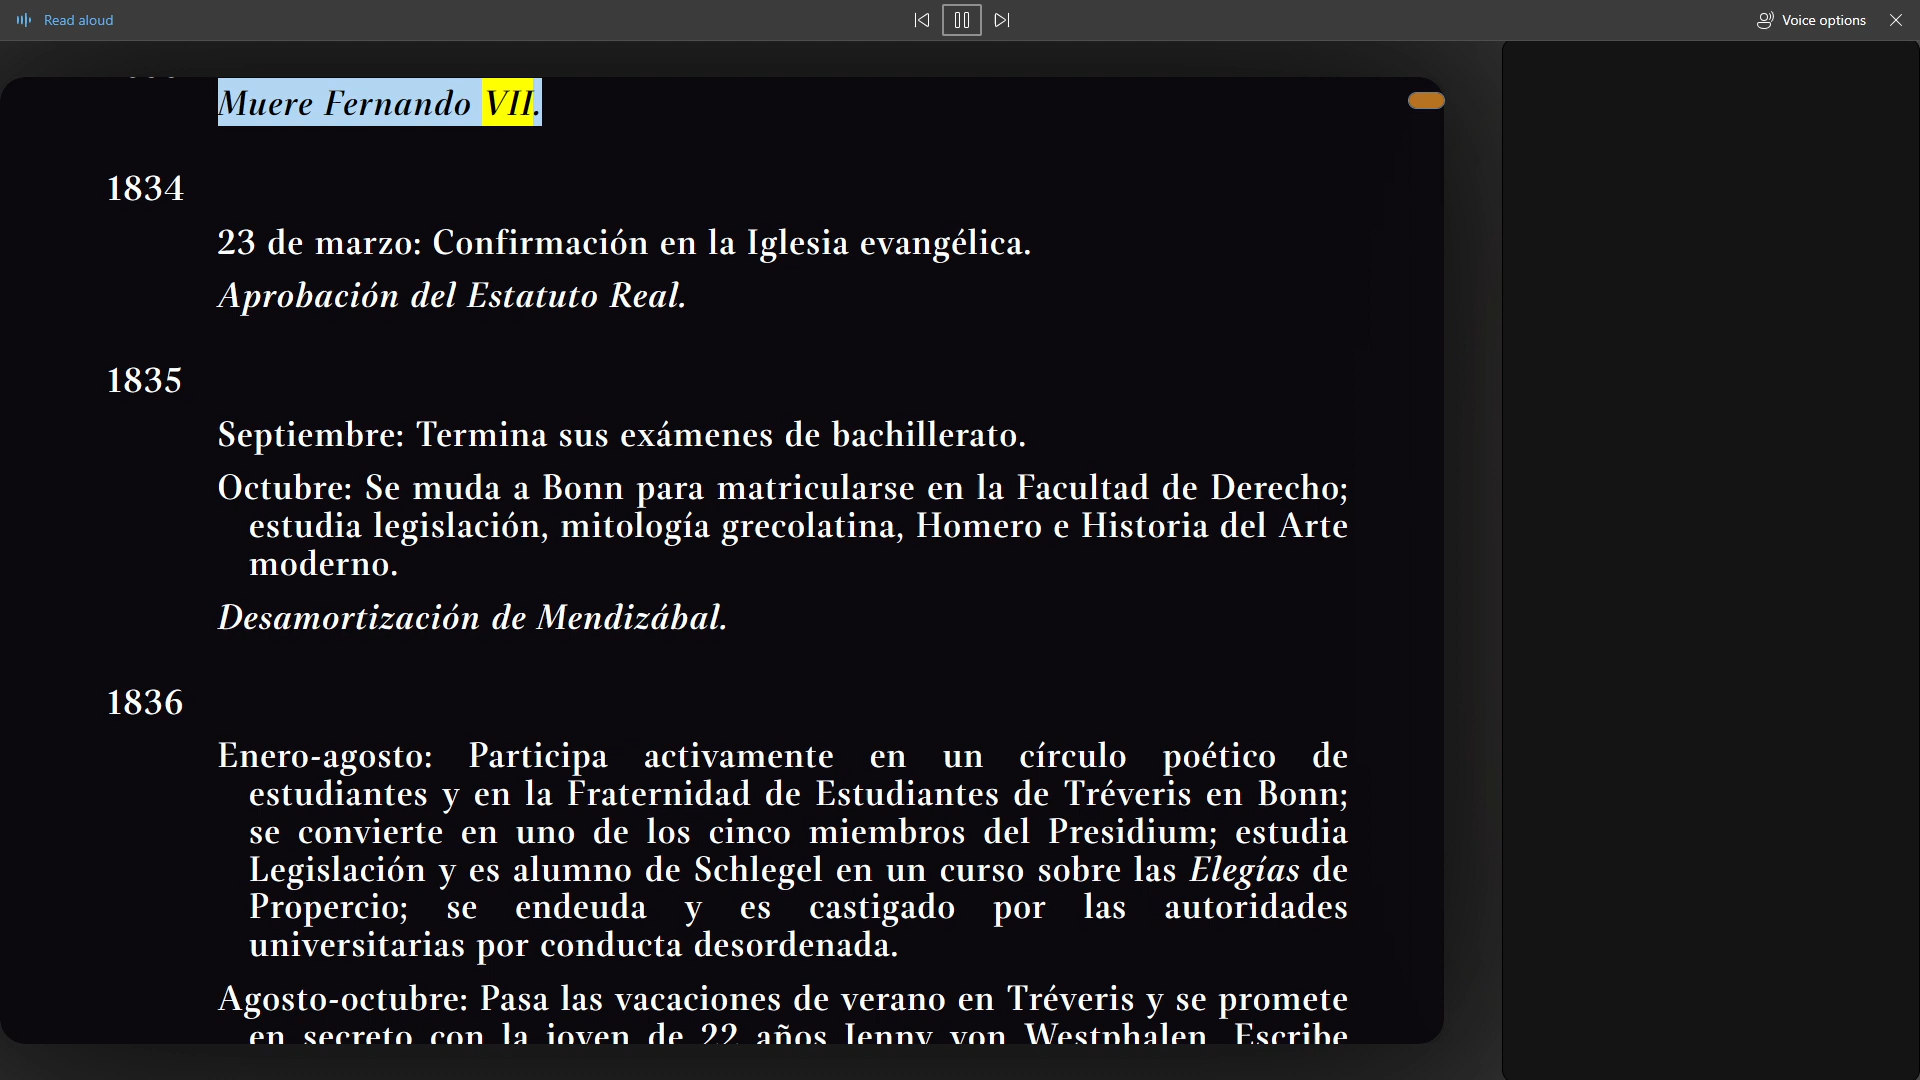 Read aloud
Voice options
Muere Fernando VII.
1834
23 de marzo: Confirmación en la Iglesia evangélica.
Aprobación del Estatuto Real.
1835
Septiembre: Termina sus exámenes de bachillerato.
Octubre: Se muda a Bonn para matricularse en la Facultad de Derecho;
estudia legislación, mitología grecolatina, Homero e Historia del Arte
moderno.
Desamortización de Mendizábal.
1836
Enero-agosto: Participa activamente en un círculo poético de
estudiantes y en la Fraternidad de Estudiantes de Tréveris en Bonn;
se convierte en uno de los cinco miembros del Presidium; estudia
Legislación y es alumno de Schlegel en un curso sobre las Elegías de
Propercio; se endeuda y es castigado por las autoridades
universitarias por conducta desordenada.
Agosto-octubre: Pasa las vacaciones de verano en Tréveris y se promete
en secreto con la joven de 22 años Jenny von Westphalen. Escribe